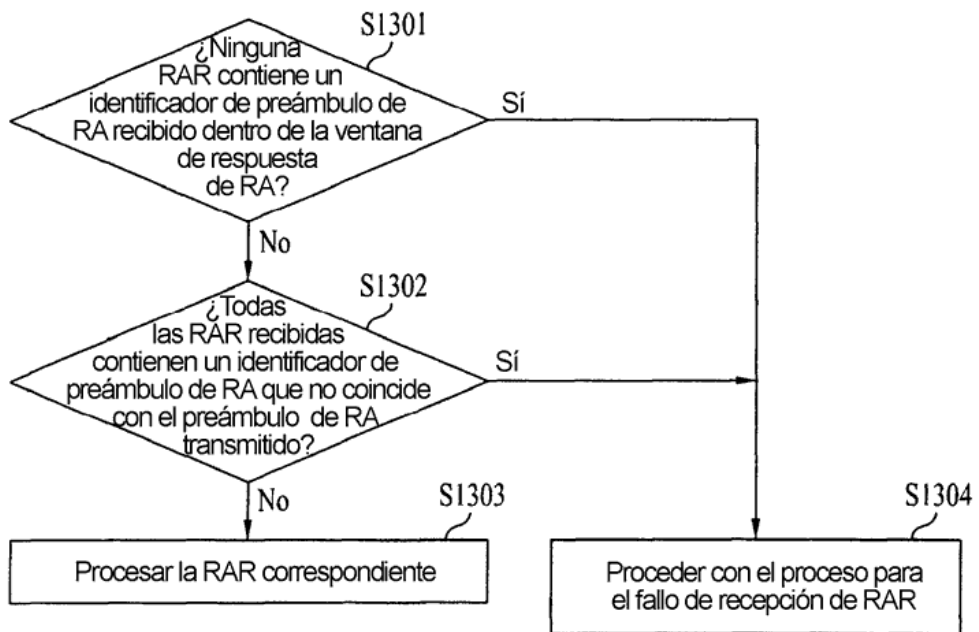 S1301
¿Ninguna
RAR contiene un
identificador de preámbulo de
RA recibido dentro de la ventana
de respuesta
de RA?
Sí
No
S1302
¿Todas
las RAR recibidas
contienen un identificador de
preámbulo de RA que no coincide
con el preámbulo de RA
transmitido?
Sí
No
S1303
Procesar la RAR correspondiente
S1304
Proceder con el proceso para
el fallo de recepción de RAR